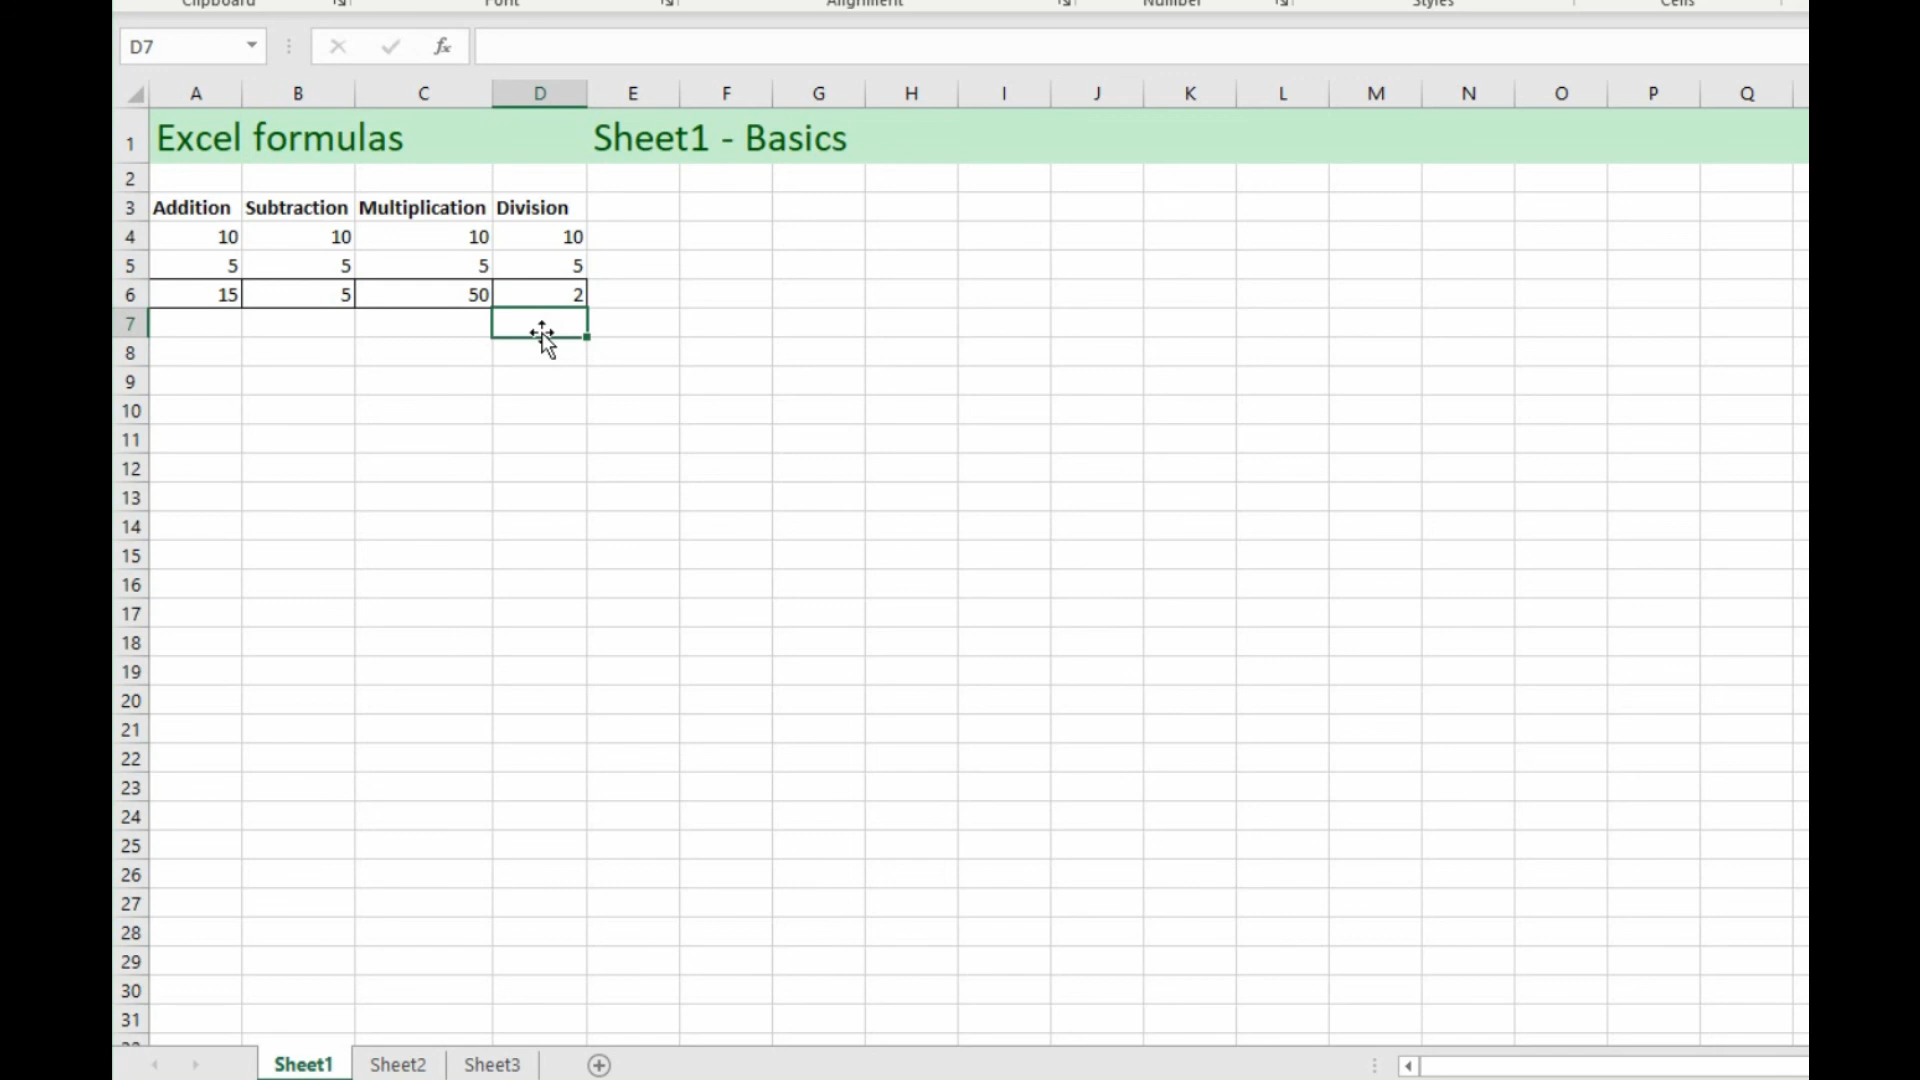 Clipboard Font Alignment Number Styles Cells
D7 fx
A B C D E F G H I J K L M N O P Q
1 Excel formulas Sheet1 - Basics
2
3 Addition Subtraction Multiplication Division
4 10 10 10 10
5 5 5 5 5
6 15 5 50 2
7
8
9
10
11
12
13
14
15
16
17
18
19
20
21
22
23
24
25
26
27
28
29
30
31
Sheet1 Sheet2 Sheet3